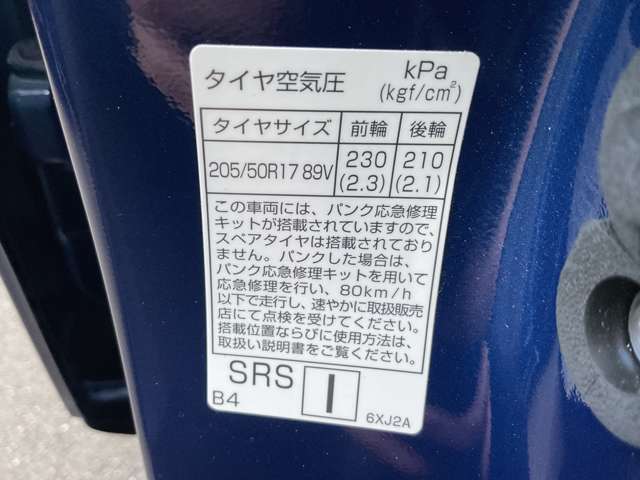 タイヤ空気圧 kPa
(kgf/cm²)
タイヤサイズ 前輪 後輪
205/50R17 89V 230 210
(2.3) (2.1)
この車両には、パンク応急修理
キットが搭載されていますので、
スペアタイヤは搭載されており
ません。パンクした場合は、
パンク応急修理キットを用いて
応急修理を行い、80km/h
以下で走行し、速やかに取扱販売
店にて点検を受けてください。
搭載位置ならびに使用方法は、
取扱い説明書をご覧ください。
SRS I
B4 6XJ2A